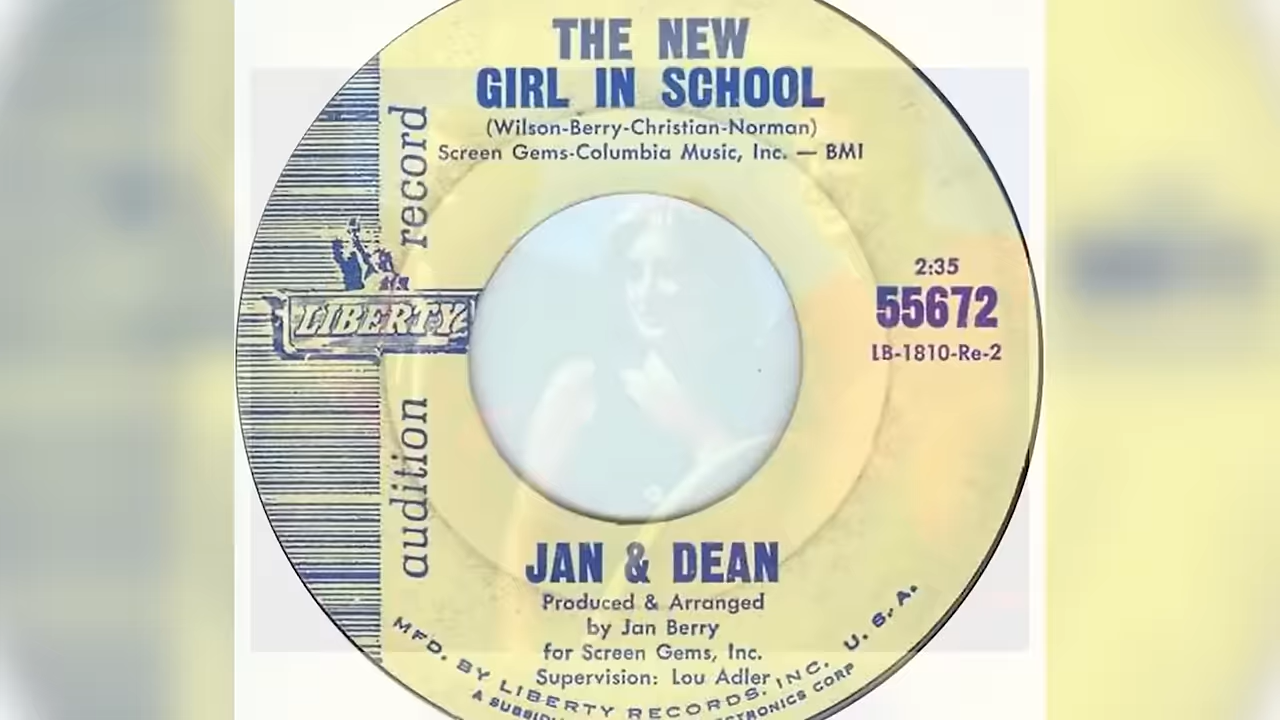 THE NEW
GIRL IN SCHOOL
(Wilson-Berry-Christian-Norman)
Screen Gems-Columbia Music, Inc. — BMI
audition record
LIBERTY
2:35
55672
LB-1810-Re-2
JAN & DEAN
Produced & Arranged
by Jan Berry
for Screen Gems, Inc.
Supervision: Lou Adler
MFD. BY LIBERTY RECORDS, INC. U. S. A.
A CORP